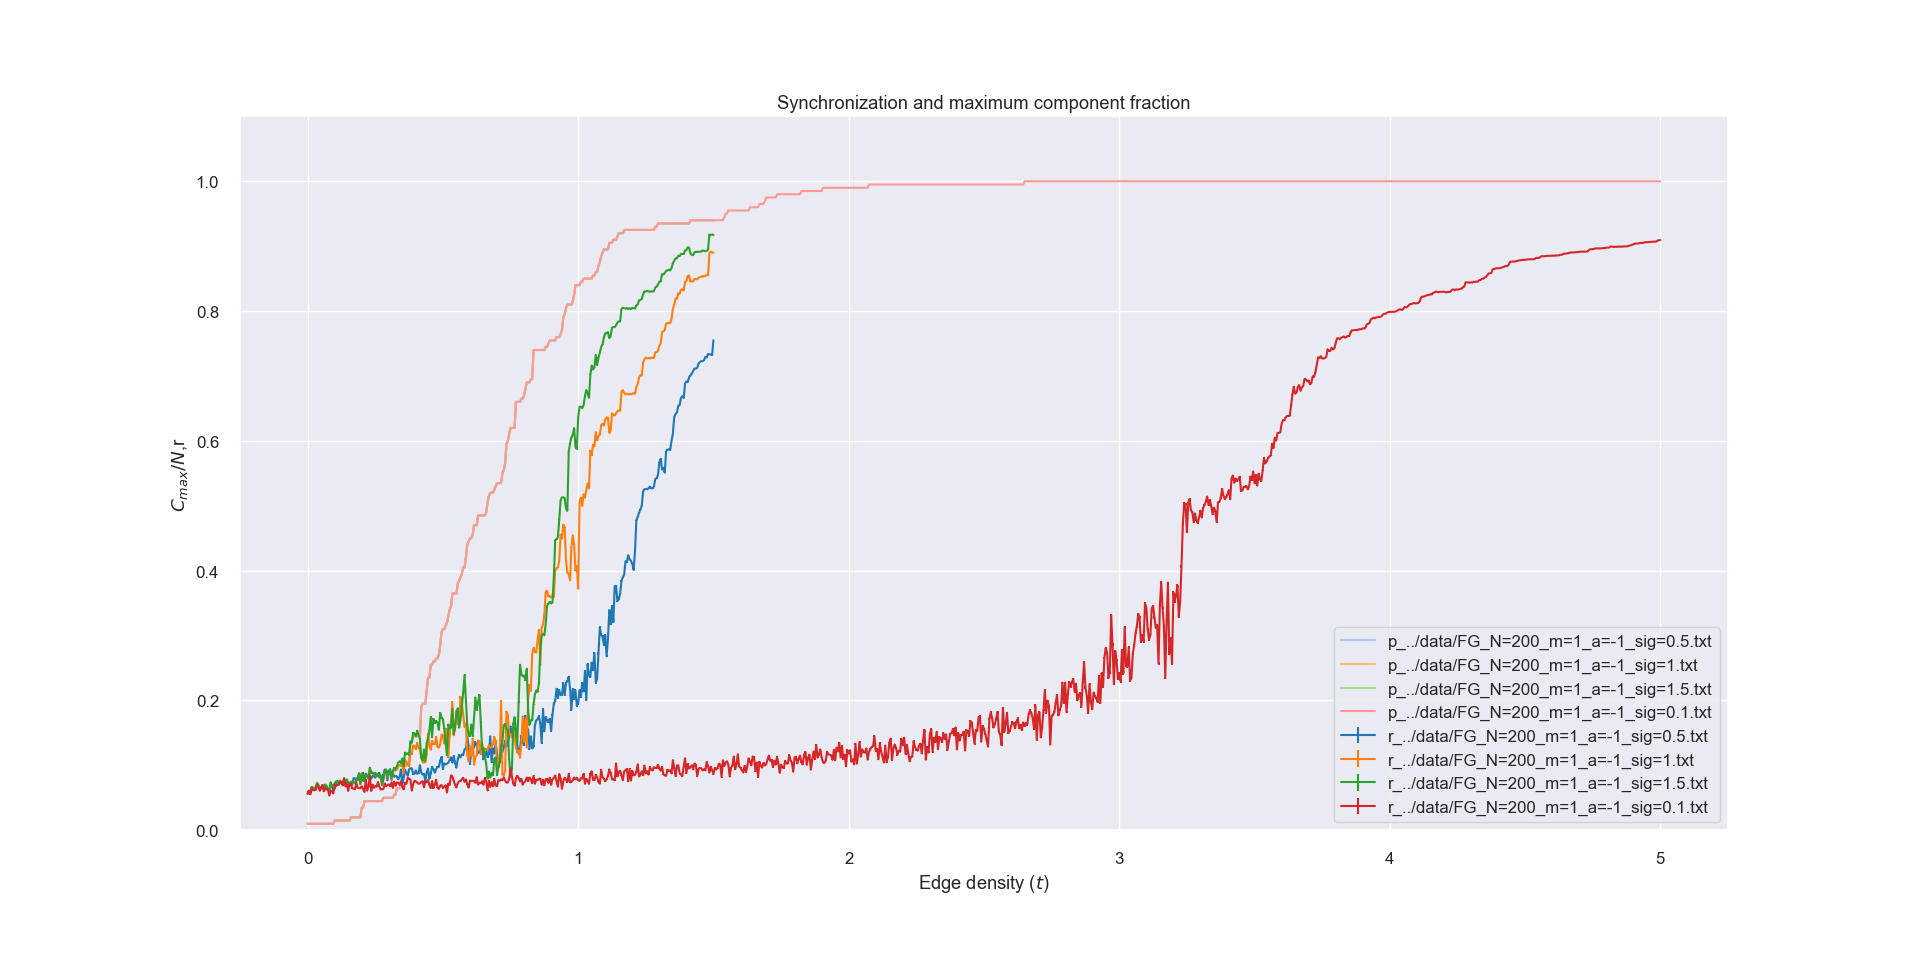 Synchronization and maximum component fraction
C_max/N,r
1.0
0.8
0.6
0.4
0.2
0.0
p_../data/FG_N=200_m=1_a=-1_sig=0.5.txt
p_../data/FG_N=200_m=1_a=-1_sig=1.txt
p_../data/FG_N=200_m=1_a=-1_sig=1.5.txt
p_../data/FG_N=200_m=1_a=-1_sig=0.1.txt
r_../data/FG_N=200_m=1_a=-1_sig=0.5.txt
r_../data/FG_N=200_m=1_a=-1_sig=1.txt
r_../data/FG_N=200_m=1_a=-1_sig=1.5.txt
r_../data/FG_N=200_m=1_a=-1_sig=0.1.txt
0 1 2 3 4 5
Edge density (t)